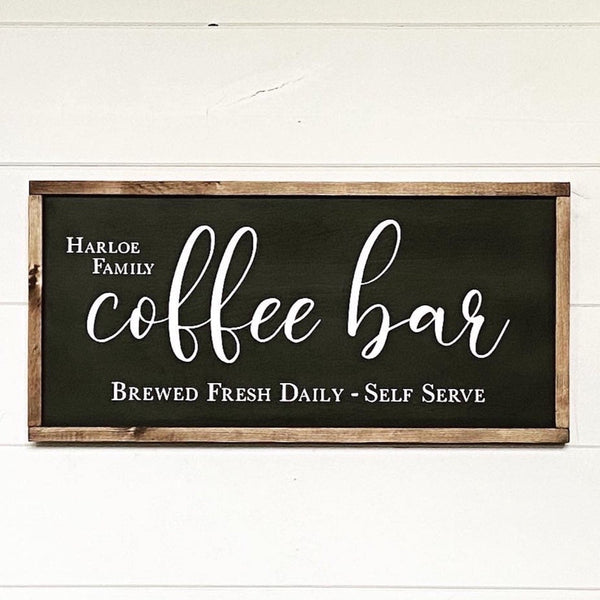 Harloe
Family
coffee bar
Brewed Fresh Daily - Self Serve